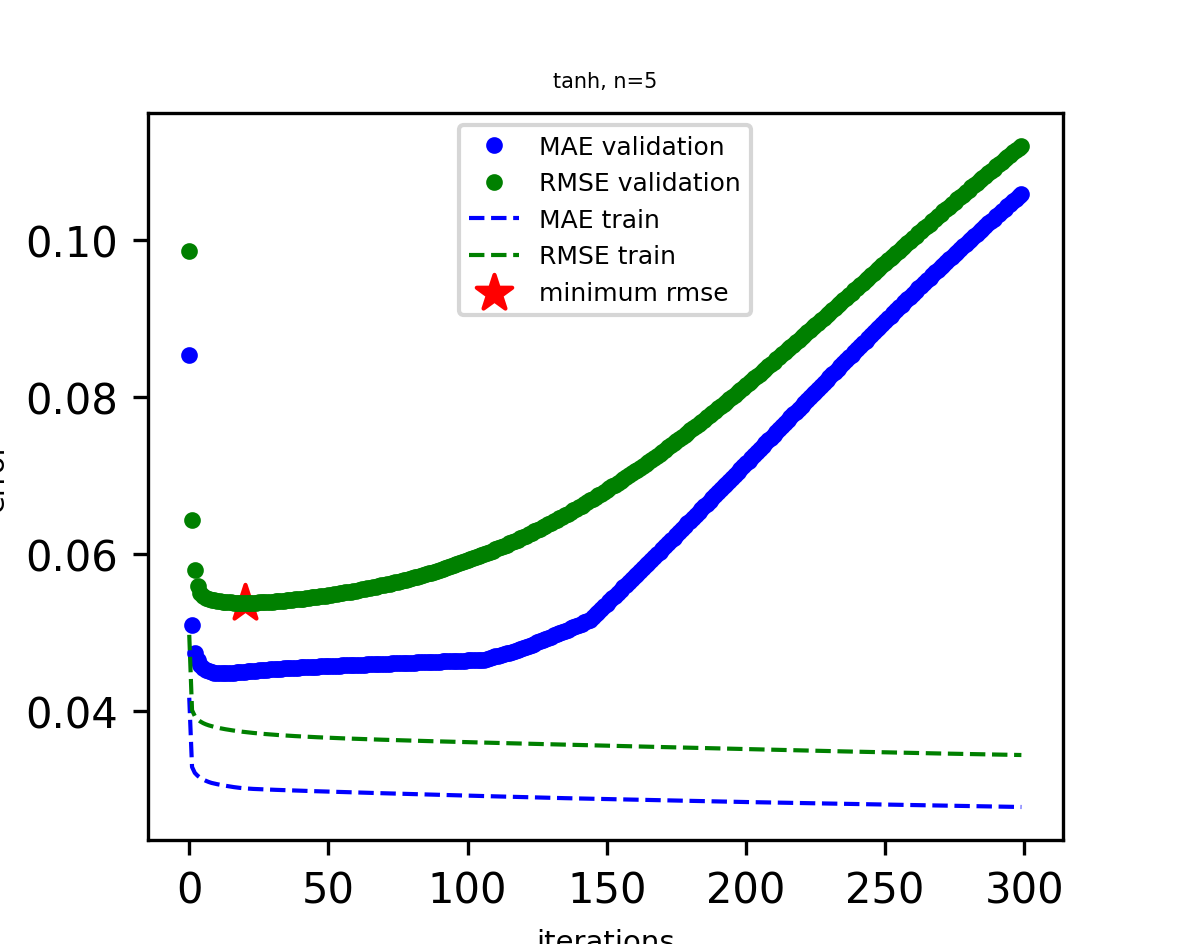 tanh, n=5
MAE validation
RMSE validation
MAE train
RMSE train
minimum rmse
0.10
0.08
0.06
0.04
0 50 100 150 200 250 300
iterations